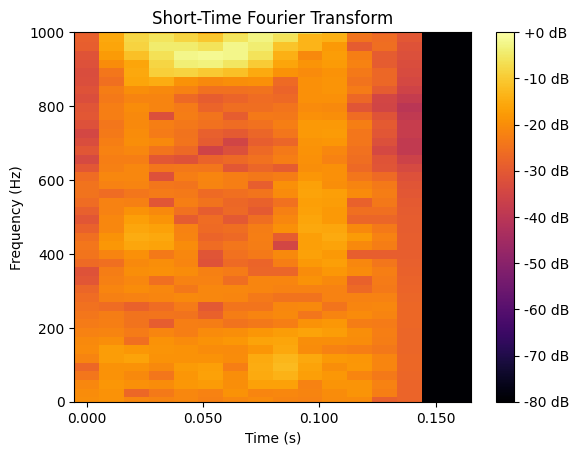 Short-Time Fourier Transform
1000
800
600
400
200
0
Frequency (Hz)
0.000
0.050
0.100
0.150
Time (s)
+0 dB
-10 dB
-20 dB
-30 dB
-40 dB
-50 dB
-60 dB
-70 dB
-80 dB